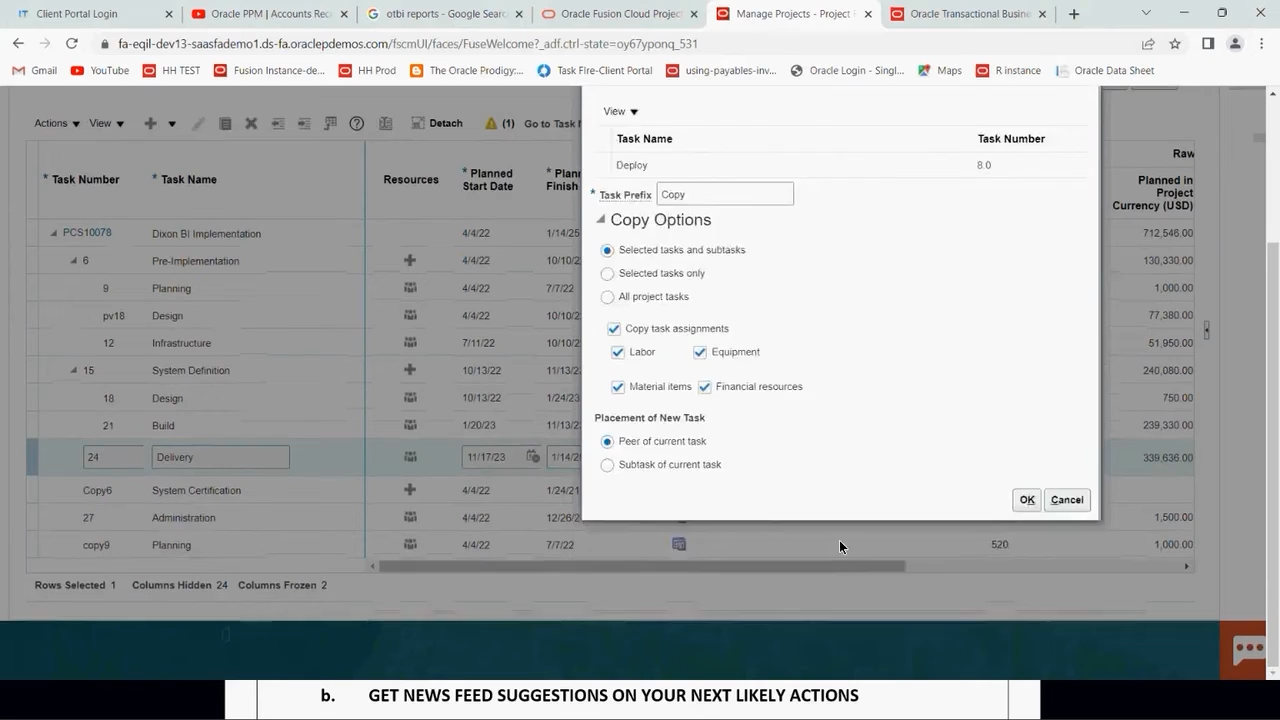 Client Portal Login
Oracle PPM | Accounts Rec
otbi reports - Google Searc
Oracle Fusion Cloud Project
Manage Projects - Project
Oracle Transactional Busine
fa-eqil-dev13-saasfademo1.ds-fa.oraclepdemos.com/fscmUI/faces/FuseWelcome?_adf.ctrl-state=oy67yponq_531
Gmail YouTube HH TEST Fusion Instance-de... HH Prod The Oracle Prodigy:... Task FIre-Client Portal using-payables-inv... Oracle Login - Singl... Maps R instance Oracle Data Sheet
Actions View Detach (1) Go to Task
* Task Number * Task Name Resources * Planned Start Date * Planned Finish Raw
Planned in Project Currency (USD)
PCS10078 Dixon BI Implementation 4/4/22 1/14/25 712,546.00
6 Pre-Implementation 4/4/22 10/10/2 130,330.00
9 Planning 4/4/22 7/7/22 1,000.00
pv18 Design 4/4/22 10/10/2 77,380.00
12 Infrastructure 7/11/22 10/10/2 51,950.00
15 System Definition 10/13/22 11/13/2 240,080.00
18 Design 10/13/22 1/24/23 750.00
21 Build 1/20/23 11/13/2 239,330.00
24 Delivery 11/17/23 1/14/2 339,636.00
Copy6 System Certification 4/4/22 1/24/21
27 Administration 4/4/22 12/26/2 1,500.00
copy9 Planning 4/4/22 7/7/22 520 1,000.00
Rows Selected 1 Columns Hidden 24 Columns Frozen 2
View
Task Name Task Number
Deploy 8.0
* Task Prefix Copy
Copy Options
Selected tasks and subtasks
Selected tasks only
All project tasks
Copy task assignments
Labor Equipment
Material items Financial resources
Placement of New Task
Peer of current task
Subtask of current task
OK Cancel
b. GET NEWS FEED SUGGESTIONS ON YOUR NEXT LIKELY ACTIONS